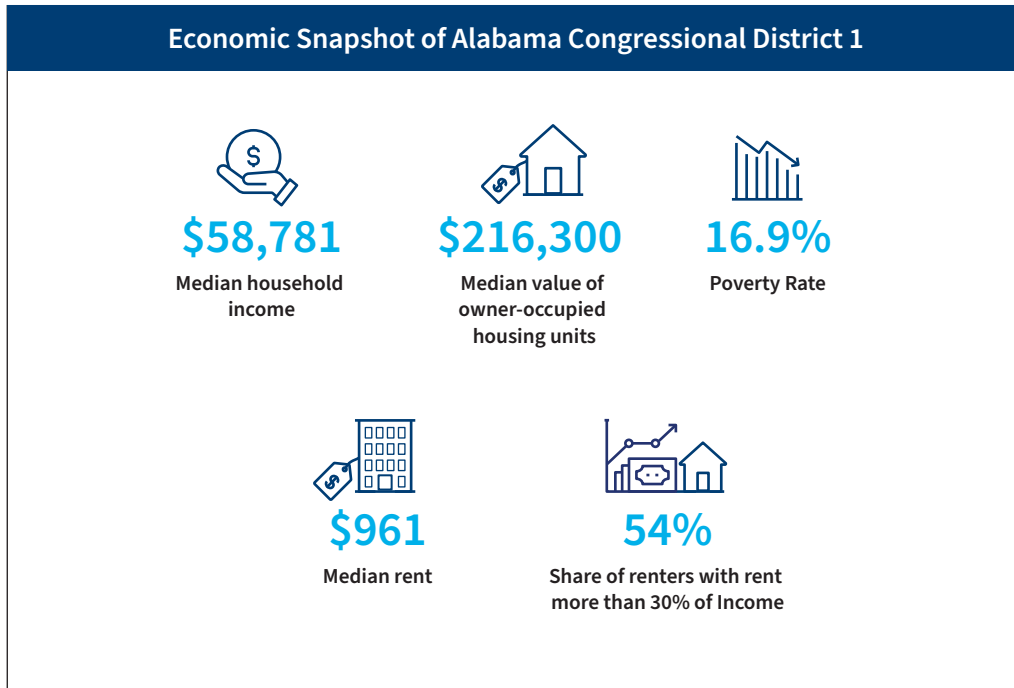 Economic Snapshot of Alabama Congressional District 1
$
$
$58,781
$216,300
16.9%
Median household
income
Median value of
owner-occupied
housing units
Poverty Rate
$
$961
54%
Median rent
Share of renters with rent
more than 30% of Income